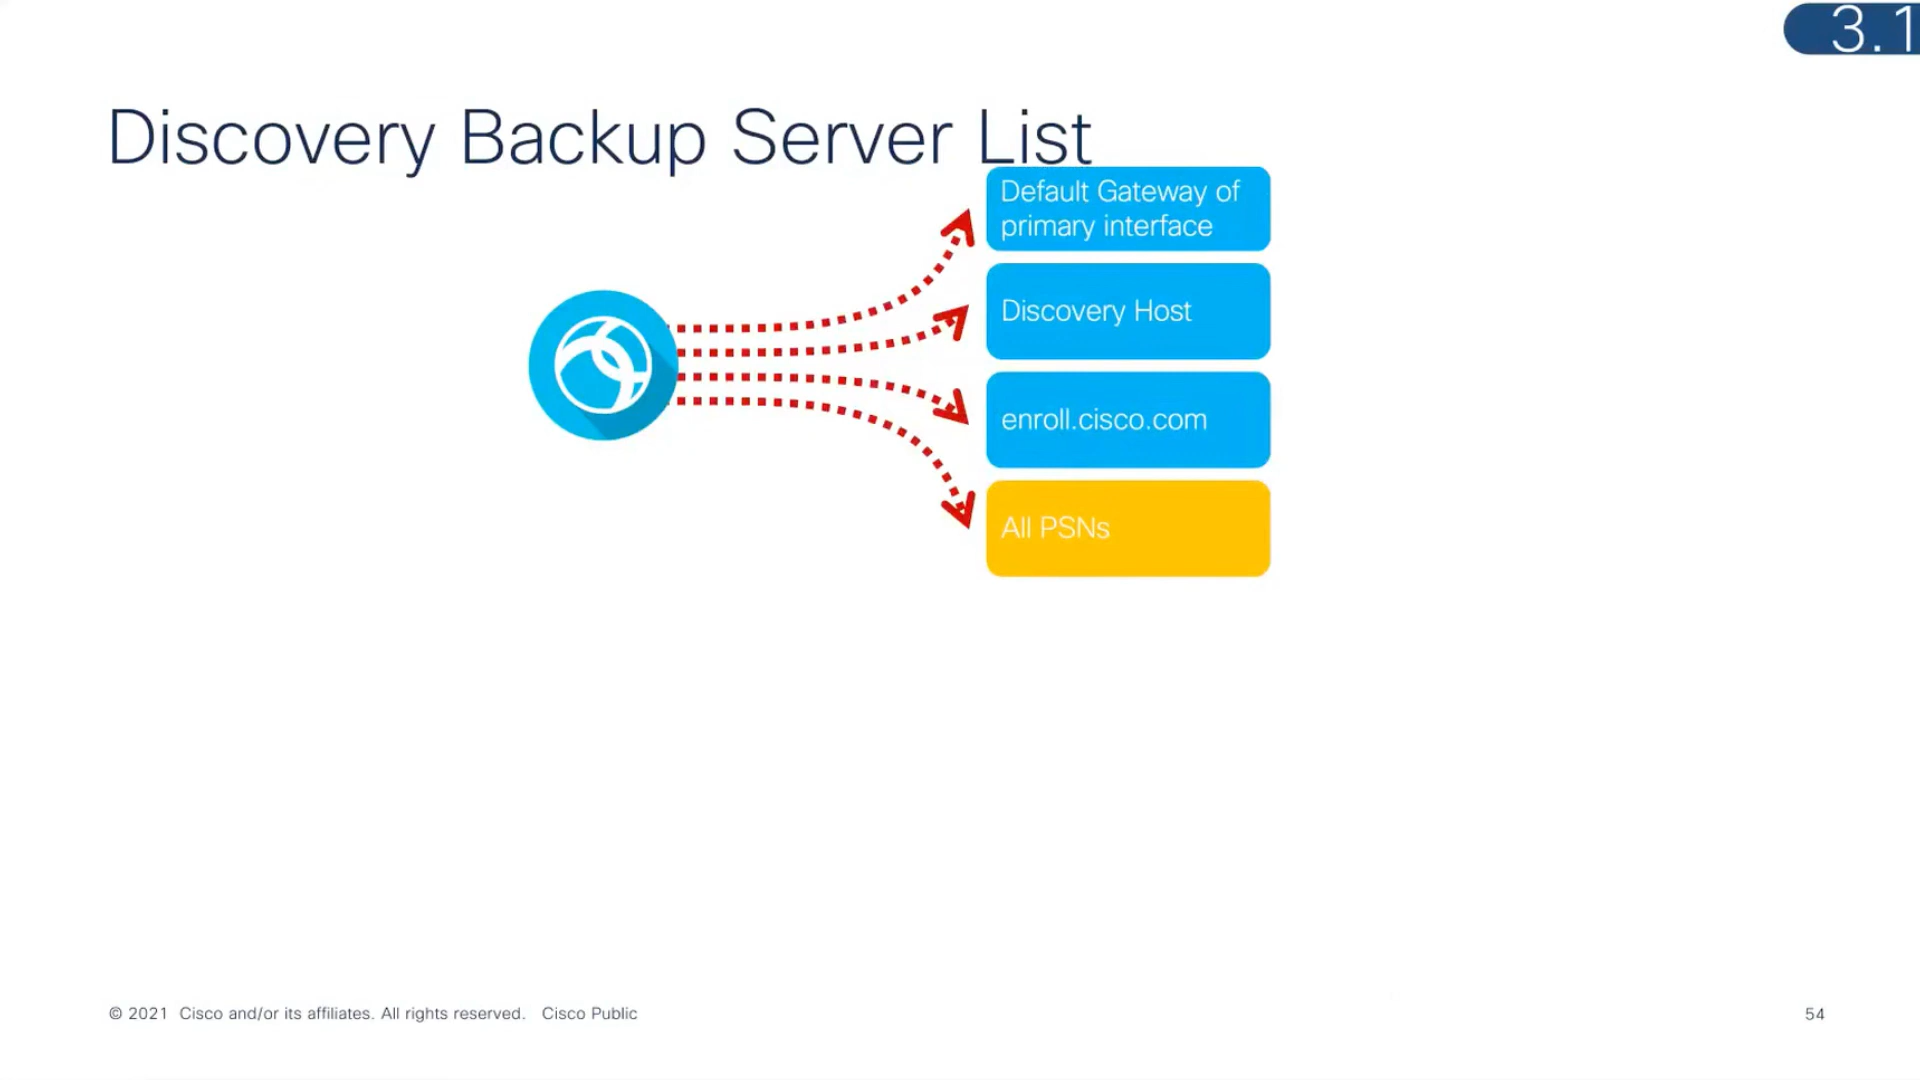 3.1
Discovery Backup Server List
Default Gateway of
primary interface
Discovery Host
enroll.cisco.com
All PSNs
© 2021 Cisco and/or its affiliates. All rights reserved. Cisco Public
54